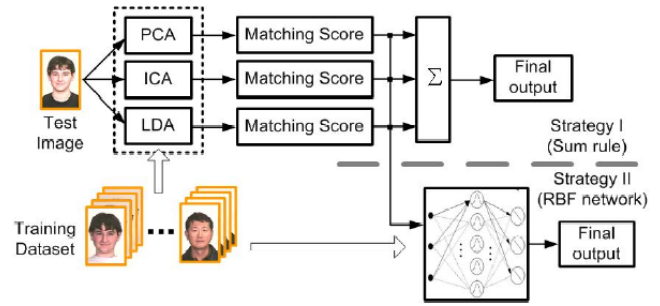 PCA
Matching Score
ICA
Matching Score
Σ
Final
output
LDA
Matching Score
Test
Image
Strategy I
(Sum rule)
Strategy II
(RBF network)
Training
Dataset
Final
output